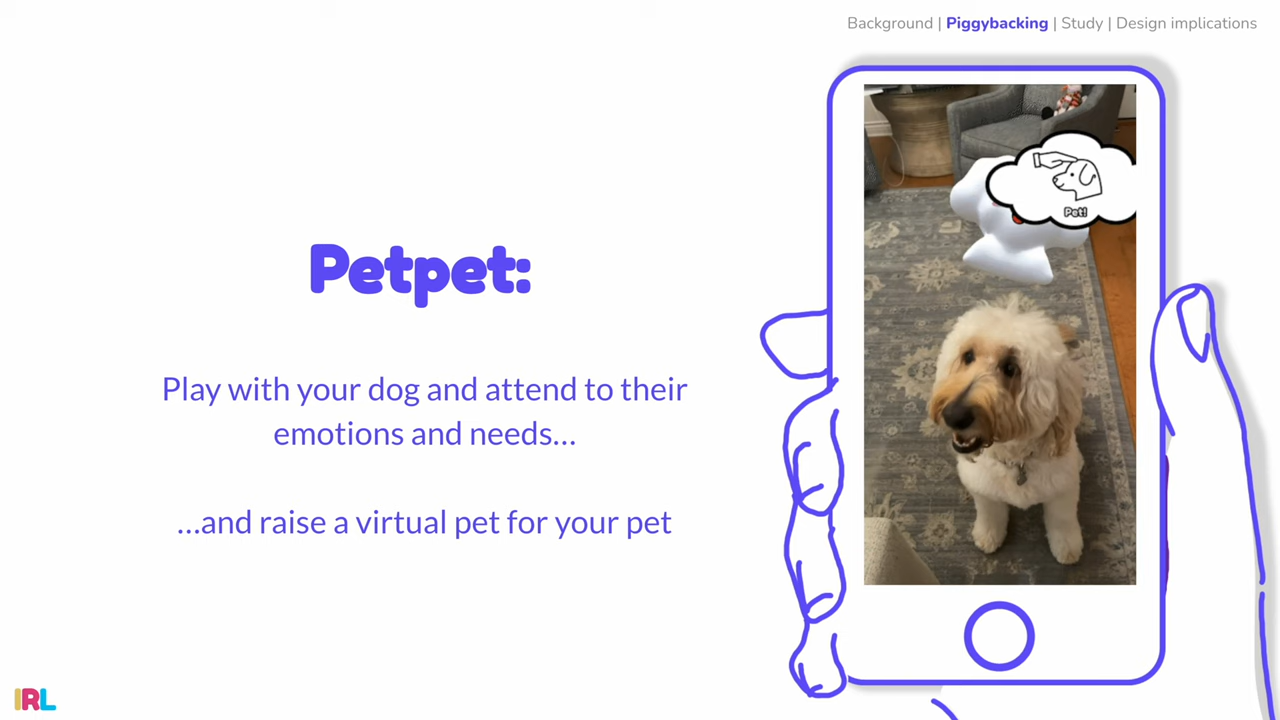 Background | Piggybacking | Study | Design implications
Pet!
Petpet:
Play with your dog and attend to their
emotions and needs...
...and raise a virtual pet for your pet
IRL